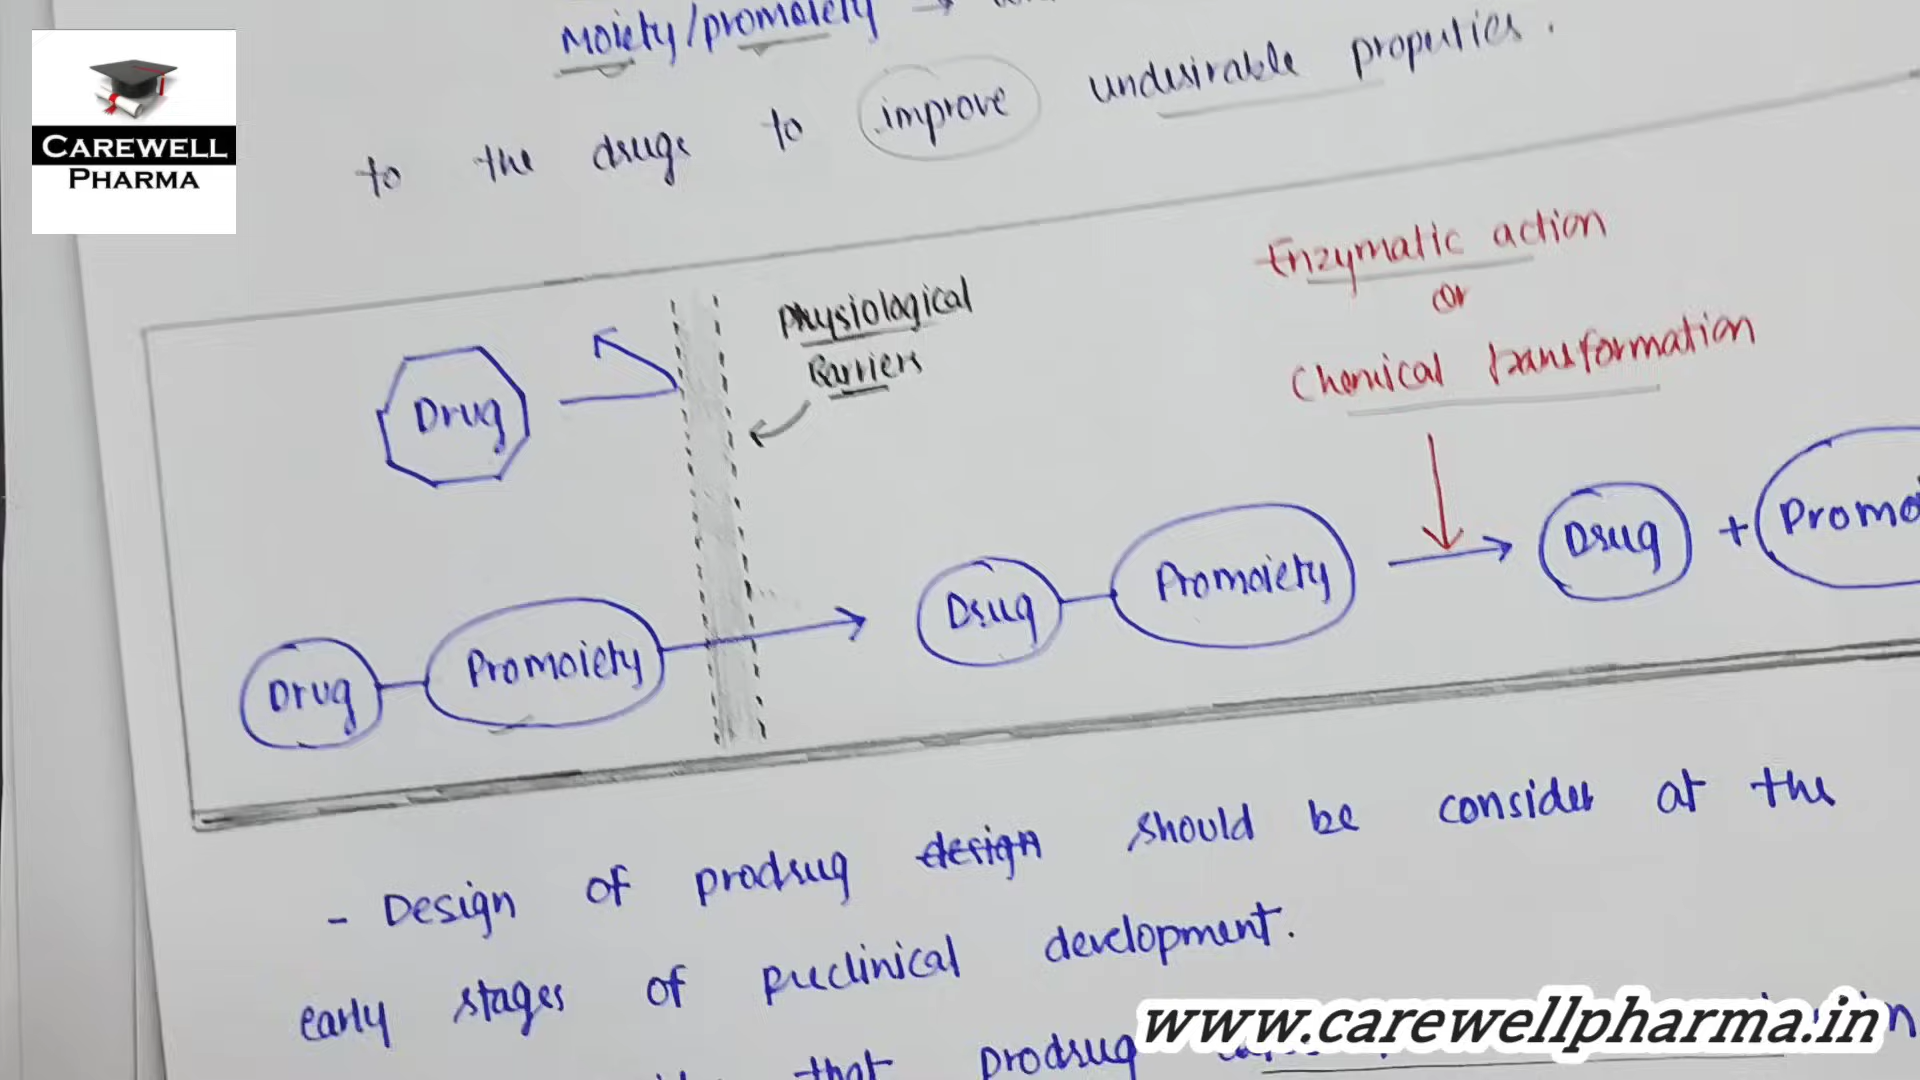 CAREWELL
PHARMA
Moiety/promoiety →
to the drugs to improve undesirable properties.
Enzymatic action
or
Chemical transformation
Physiological
Barriers
Drug
Drug Promoiety
Drug Promoiety
Drug + Promo
- Design of prodrug design should be consider at the
early stages of preclinical development.
that prodrug
www.carewellpharma.in